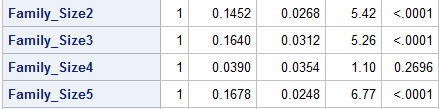 Family_Size2 1 0.1452 0.0268 5.42 <.0001
Family_Size3 1 0.1640 0.0312 5.26 <.0001
Family_Size4 1 0.0390 0.0354 1.10 0.2696
Family_Size5 1 0.1678 0.0248 6.77 <.0001